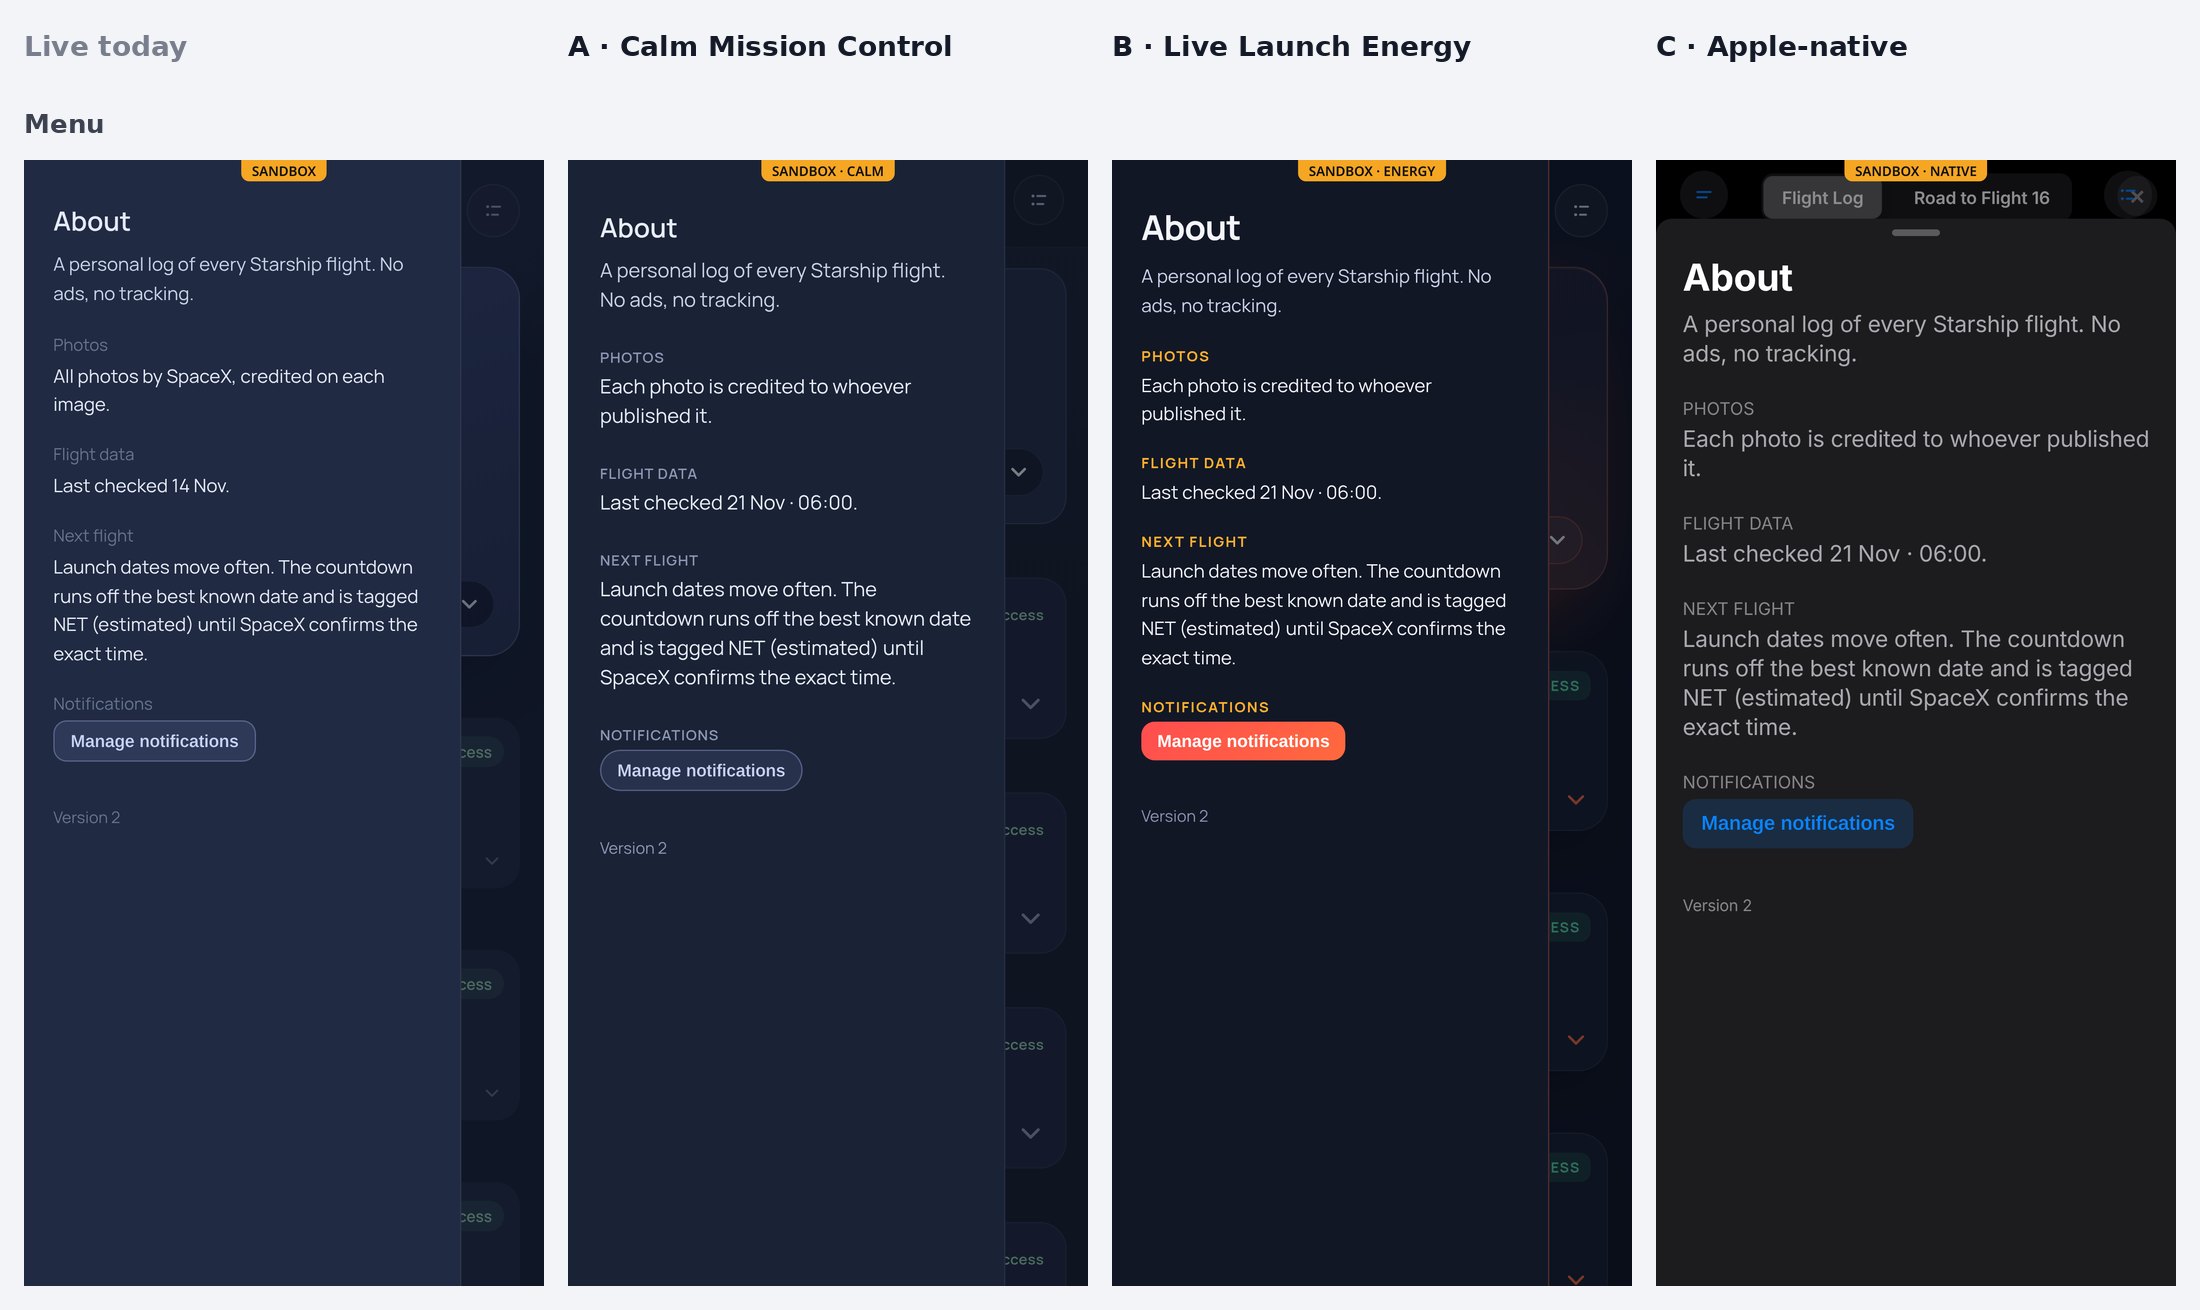 Live today
A · Calm Mission Control
B · Live Launch Energy
C · Apple-native
Menu
SANDBOX
About
A personal log of every Starship flight. No
ads, no tracking.
Photos
All photos by SpaceX, credited on each
image.
Flight data
Last checked 14 Nov.
Next flight
Launch dates move often. The countdown
runs off the best known date and is tagged
NET (estimated) until SpaceX confirms the
exact time.
Notifications
Manage notifications
Version 2
cess
cess
cess
SANDBOX · CALM
About
A personal log of every Starship flight.
No ads, no tracking.
PHOTOS
Each photo is credited to whoever
published it.
FLIGHT DATA
Last checked 21 Nov · 06:00.
NEXT FLIGHT
Launch dates move often. The
countdown runs off the best known date
and is tagged NET (estimated) until
SpaceX confirms the exact time.
NOTIFICATIONS
Manage notifications
Version 2
ccess
ccess
ccess
ccess
SANDBOX · ENERGY
About
A personal log of every Starship flight. No
ads, no tracking.
PHOTOS
Each photo is credited to whoever
published it.
FLIGHT DATA
Last checked 21 Nov · 06:00.
NEXT FLIGHT
Launch dates move often. The countdown
runs off the best known date and is tagged
NET (estimated) until SpaceX confirms the
exact time.
NOTIFICATIONS
Manage notifications
Version 2
ESS
ESS
ESS
SANDBOX · NATIVE
Flight Log
Road to Flight 16
About
A personal log of every Starship flight. No
ads, no tracking.
PHOTOS
Each photo is credited to whoever published
it.
FLIGHT DATA
Last checked 21 Nov · 06:00.
NEXT FLIGHT
Launch dates move often. The countdown
runs off the best known date and is tagged
NET (estimated) until SpaceX confirms the
exact time.
NOTIFICATIONS
Manage notifications
Version 2